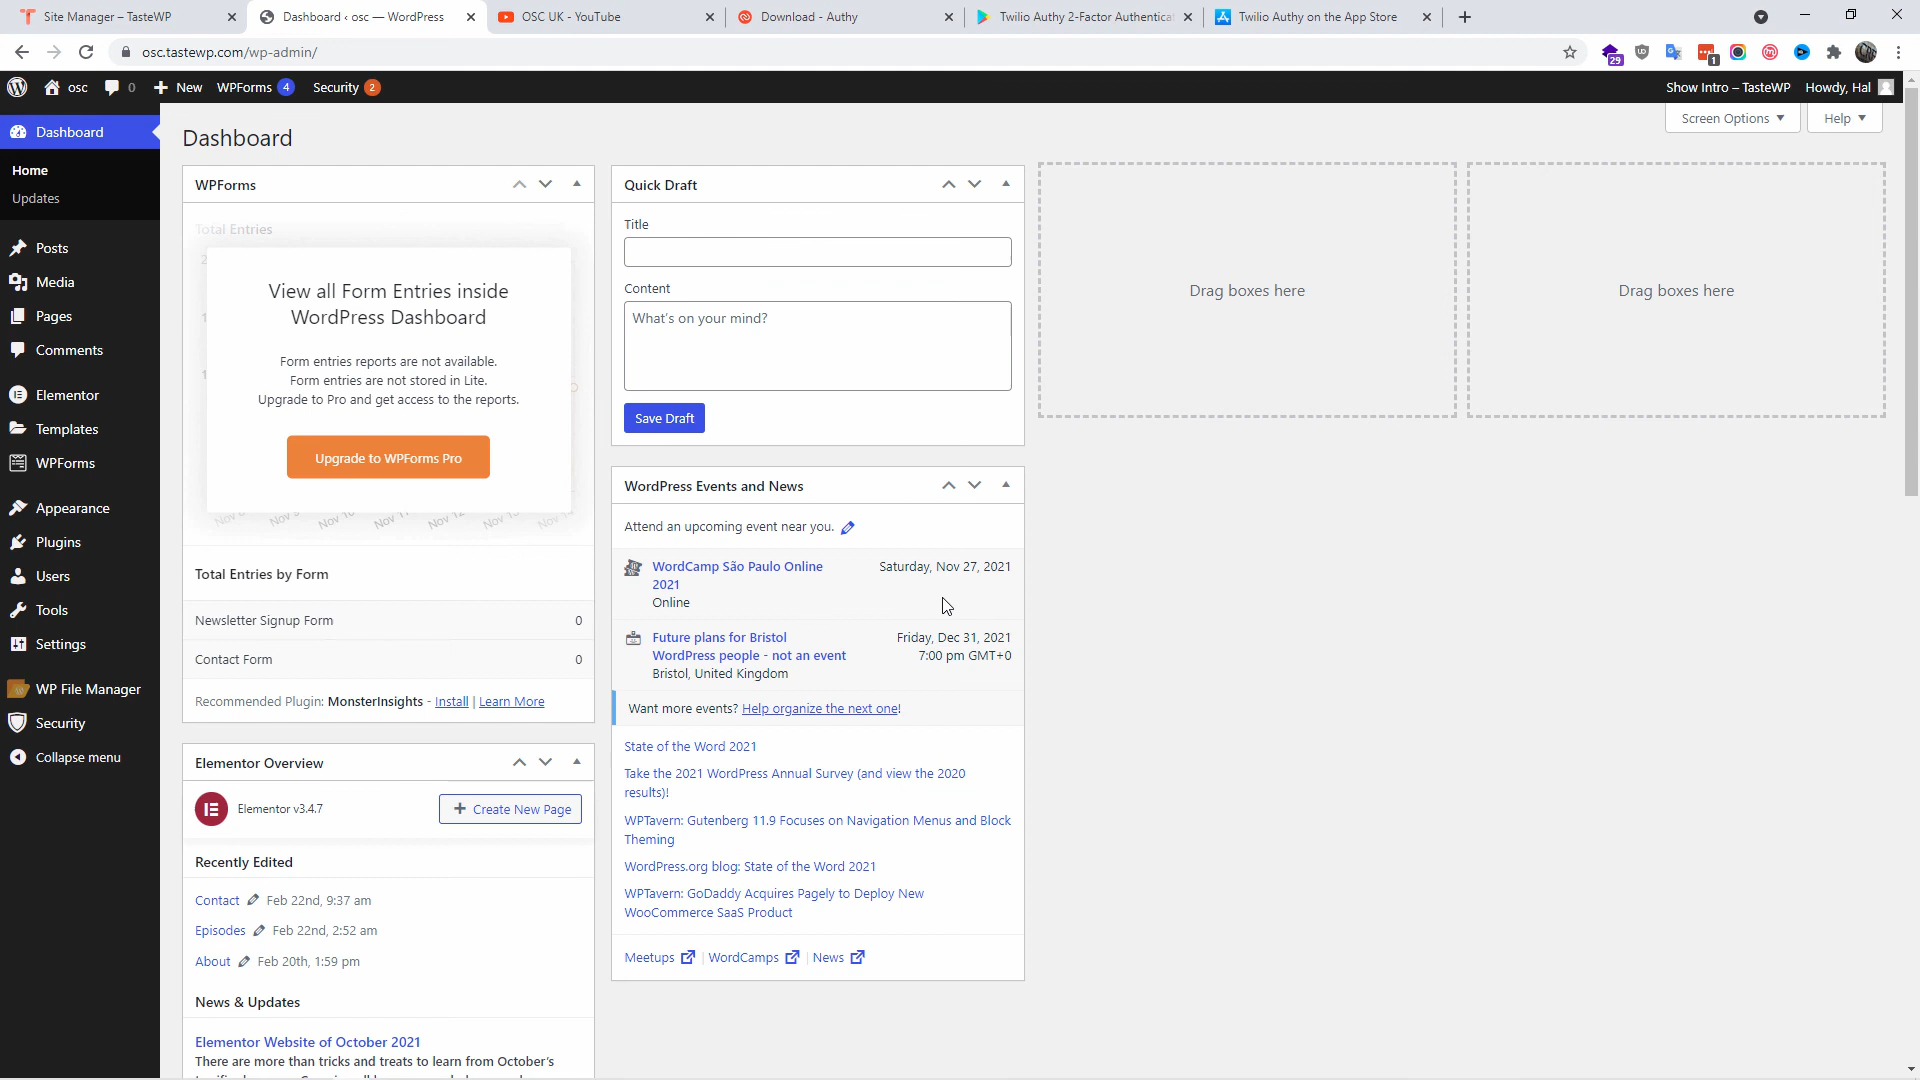 Site Manager – TasteWP
Dashboard ‹ osc — WordPress
OSC UK - YouTube
Download - Authy
Twilio Authy 2-Factor Authentica
Twilio Authy on the App Store
osc.tastewp.com/wp-admin/
29
1
osc
0
New
WPForms 4
Security 2
Show Intro – TasteWP
Howdy, Hal
Dashboard
Home
Updates
Posts
Media
Pages
Comments
Elementor
Templates
WPForms
Appearance
Plugins
Users
Tools
Settings
WP File Manager
Security
Collapse menu
Dashboard
Screen Options
Help
WPForms
Total Entries
View all Form Entries inside
WordPress Dashboard
Form entries reports are not available.
Form entries are not stored in Lite.
Upgrade to Pro and get access to the reports.
Upgrade to WPForms Pro
Nov 10
Nov 12
Total Entries by Form
Newsletter Signup Form 0
Contact Form 0
Recommended Plugin: MonsterInsights - Install | Learn More
Elementor Overview
Elementor v3.4.7
Create New Page
Recently Edited
Contact Feb 22nd, 9:37 am
Episodes Feb 22nd, 2:52 am
About Feb 20th, 1:59 pm
News & Updates
Elementor Website of October 2021
There are more than tricks and treats to learn from October's
Quick Draft
Title
Content
What's on your mind?
Save Draft
WordPress Events and News
Attend an upcoming event near you.
WordCamp São Paulo Online Saturday, Nov 27, 2021
2021
Online
Future plans for Bristol Friday, Dec 31, 2021
WordPress people - not an event 7:00 pm GMT+0
Bristol, United Kingdom
Want more events? Help organize the next one!
State of the Word 2021
Take the 2021 WordPress Annual Survey (and view the 2020
results)!
WPTavern: Gutenberg 11.9 Focuses on Navigation Menus and Block
Theming
WordPress.org blog: State of the Word 2021
WPTavern: GoDaddy Acquires Pagely to Deploy New
WooCommerce SaaS Product
Meetups | WordCamps | News
Drag boxes here
Drag boxes here